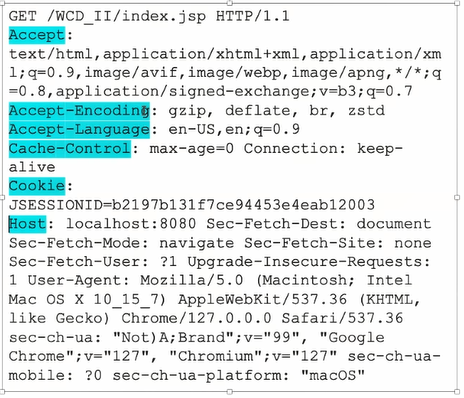 GET /WCD_II/index.jsp HTTP/1.1
Accept:
text/html,application/xhtml+xml,application/xm
l;q=0.9,image/avif,image/webp,image/apng,*/*;q
=0.8,application/signed-exchange;v=b3;q=0.7
Accept-Encoding: gzip, deflate, br, zstd
Accept-Language: en-US,en;q=0.9
Cache-Control: max-age=0 Connection: keep-
alive
Cookie:
JSESSIONID=b2197b131f7ce94453e4eab12003
Host: localhost:8080 Sec-Fetch-Dest: document
Sec-Fetch-Mode: navigate Sec-Fetch-Site: none
Sec-Fetch-User: ?1 Upgrade-Insecure-Requests:
1 User-Agent: Mozilla/5.0 (Macintosh; Intel
Mac OS X 10_15_7) AppleWebKit/537.36 (KHTML,
like Gecko) Chrome/127.0.0.0 Safari/537.36
sec-ch-ua: "Not)A;Brand";v="99", "Google
Chrome";v="127", "Chromium";v="127" sec-ch-ua-
mobile: ?0 sec-ch-ua-platform: "macOS"